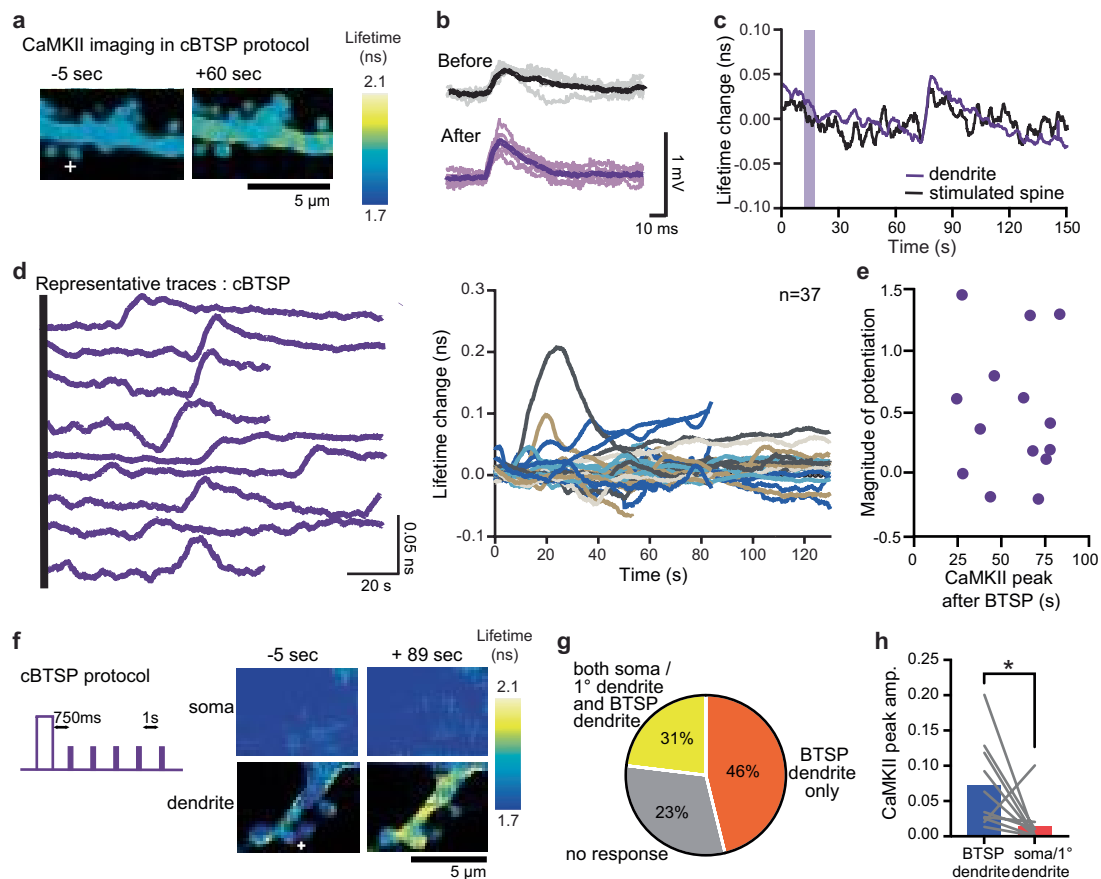 a
CaMKII imaging in cBTSP protocol
-5 sec
+60 sec
+
5 µm
Lifetime
(ns)
2.1
1.7
b
Before
After
1 mV
10 ms
c
Lifetime change (ns)
0.10
0.05
0.00
-0.05
-0.10
dendrite
stimulated spine
0
30
60
90
120
150
Time (s)
d
Representative traces : cBTSP
0.05 ns
20 s
n=37
Lifetime change (ns)
0.3
0.2
0.1
0.0
-0.1
0
20
40
60
80
100
120
Time (s)
e
Magnitude of potentiation
1.5
1.0
0.5
0.0
-0.5
0
25
50
75
100
CaMKII peak
after BTSP (s)
f
cBTSP protocol
750ms
1s
-5 sec
+ 89 sec
soma
dendrite
+
5 µm
Lifetime
(ns)
2.1
1.7
g
both soma /
1° dendrite
and BTSP
dendrite
31%
46%
23%
BTSP
dendrite
only
no response
h
CaMKII peak amp.
0.25
0.20
0.15
0.10
0.05
0.00
*
BTSP
dendrite
soma/1°
dendrite